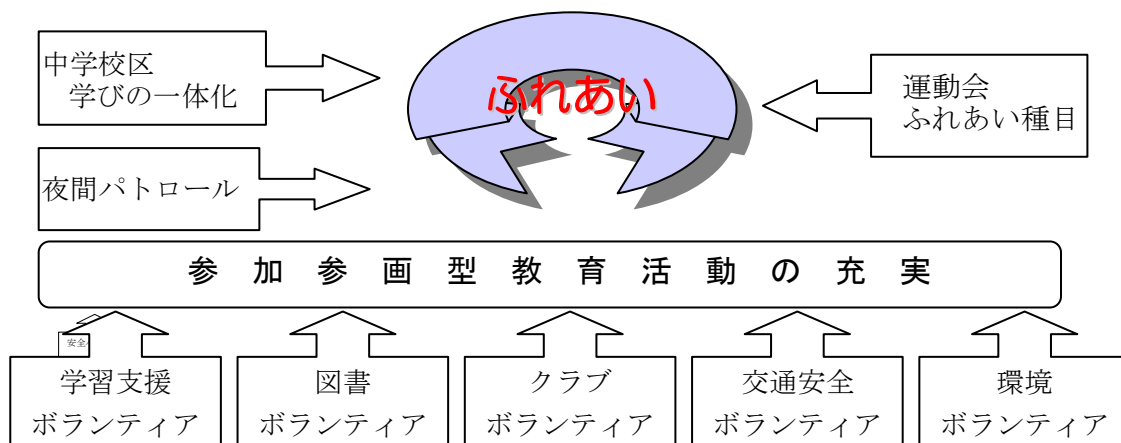 中学校区
学びの一体化
ふれあい
運動会
ふれあい種目
夜間パトロール
参加参画型教育活動の充実
安全
学習支援
ボランティア
図書
ボランティア
クラブ
ボランティア
交通安全
ボランティア
環境
ボランティア